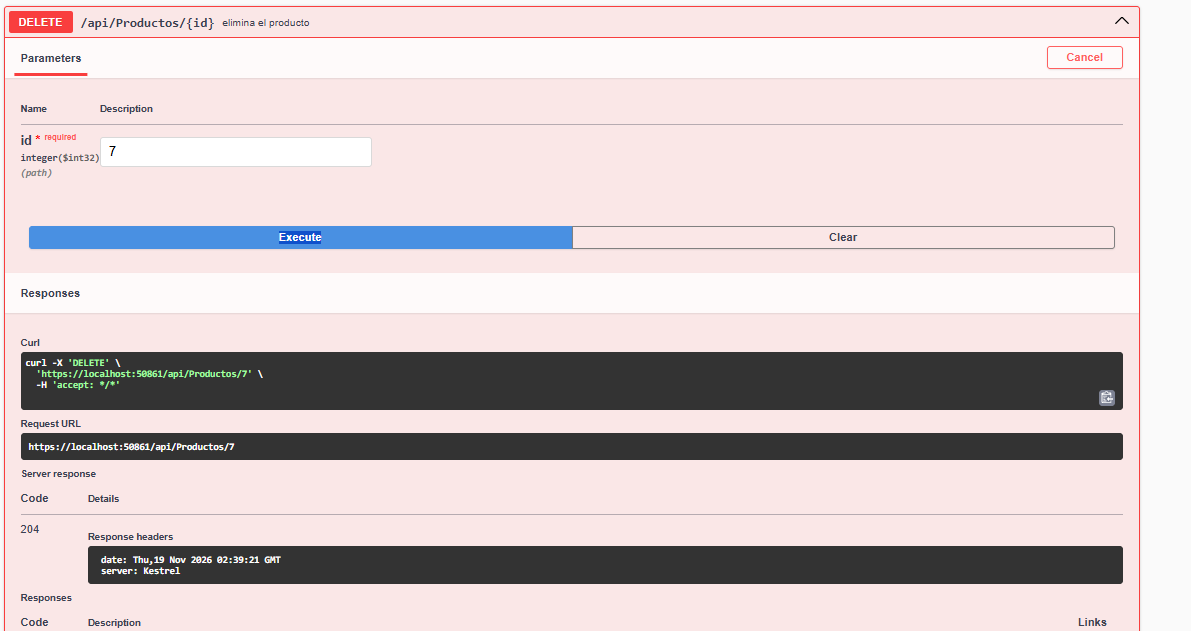 DELETE /api/Productos/{id} elimina el producto
Parameters
Cancel
Name Description
id * required
integer($int32)
(path)
7
Execute
Clear
Responses
Curl
curl -X 'DELETE' \
'https://localhost:50861/api/Productos/7' \
-H 'accept: */*'
Request URL
https://localhost:50861/api/Productos/7
Server response
Code Details
204
Response headers
date: Thu,19 Nov 2026 02:39:21 GMT
server: Kestrel
Responses
Code Description Links